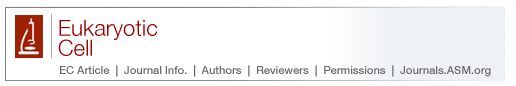 Eukaryotic
Cell
EC Article | Journal Info. | Authors | Reviewers | Permissions | Journals.ASM.org